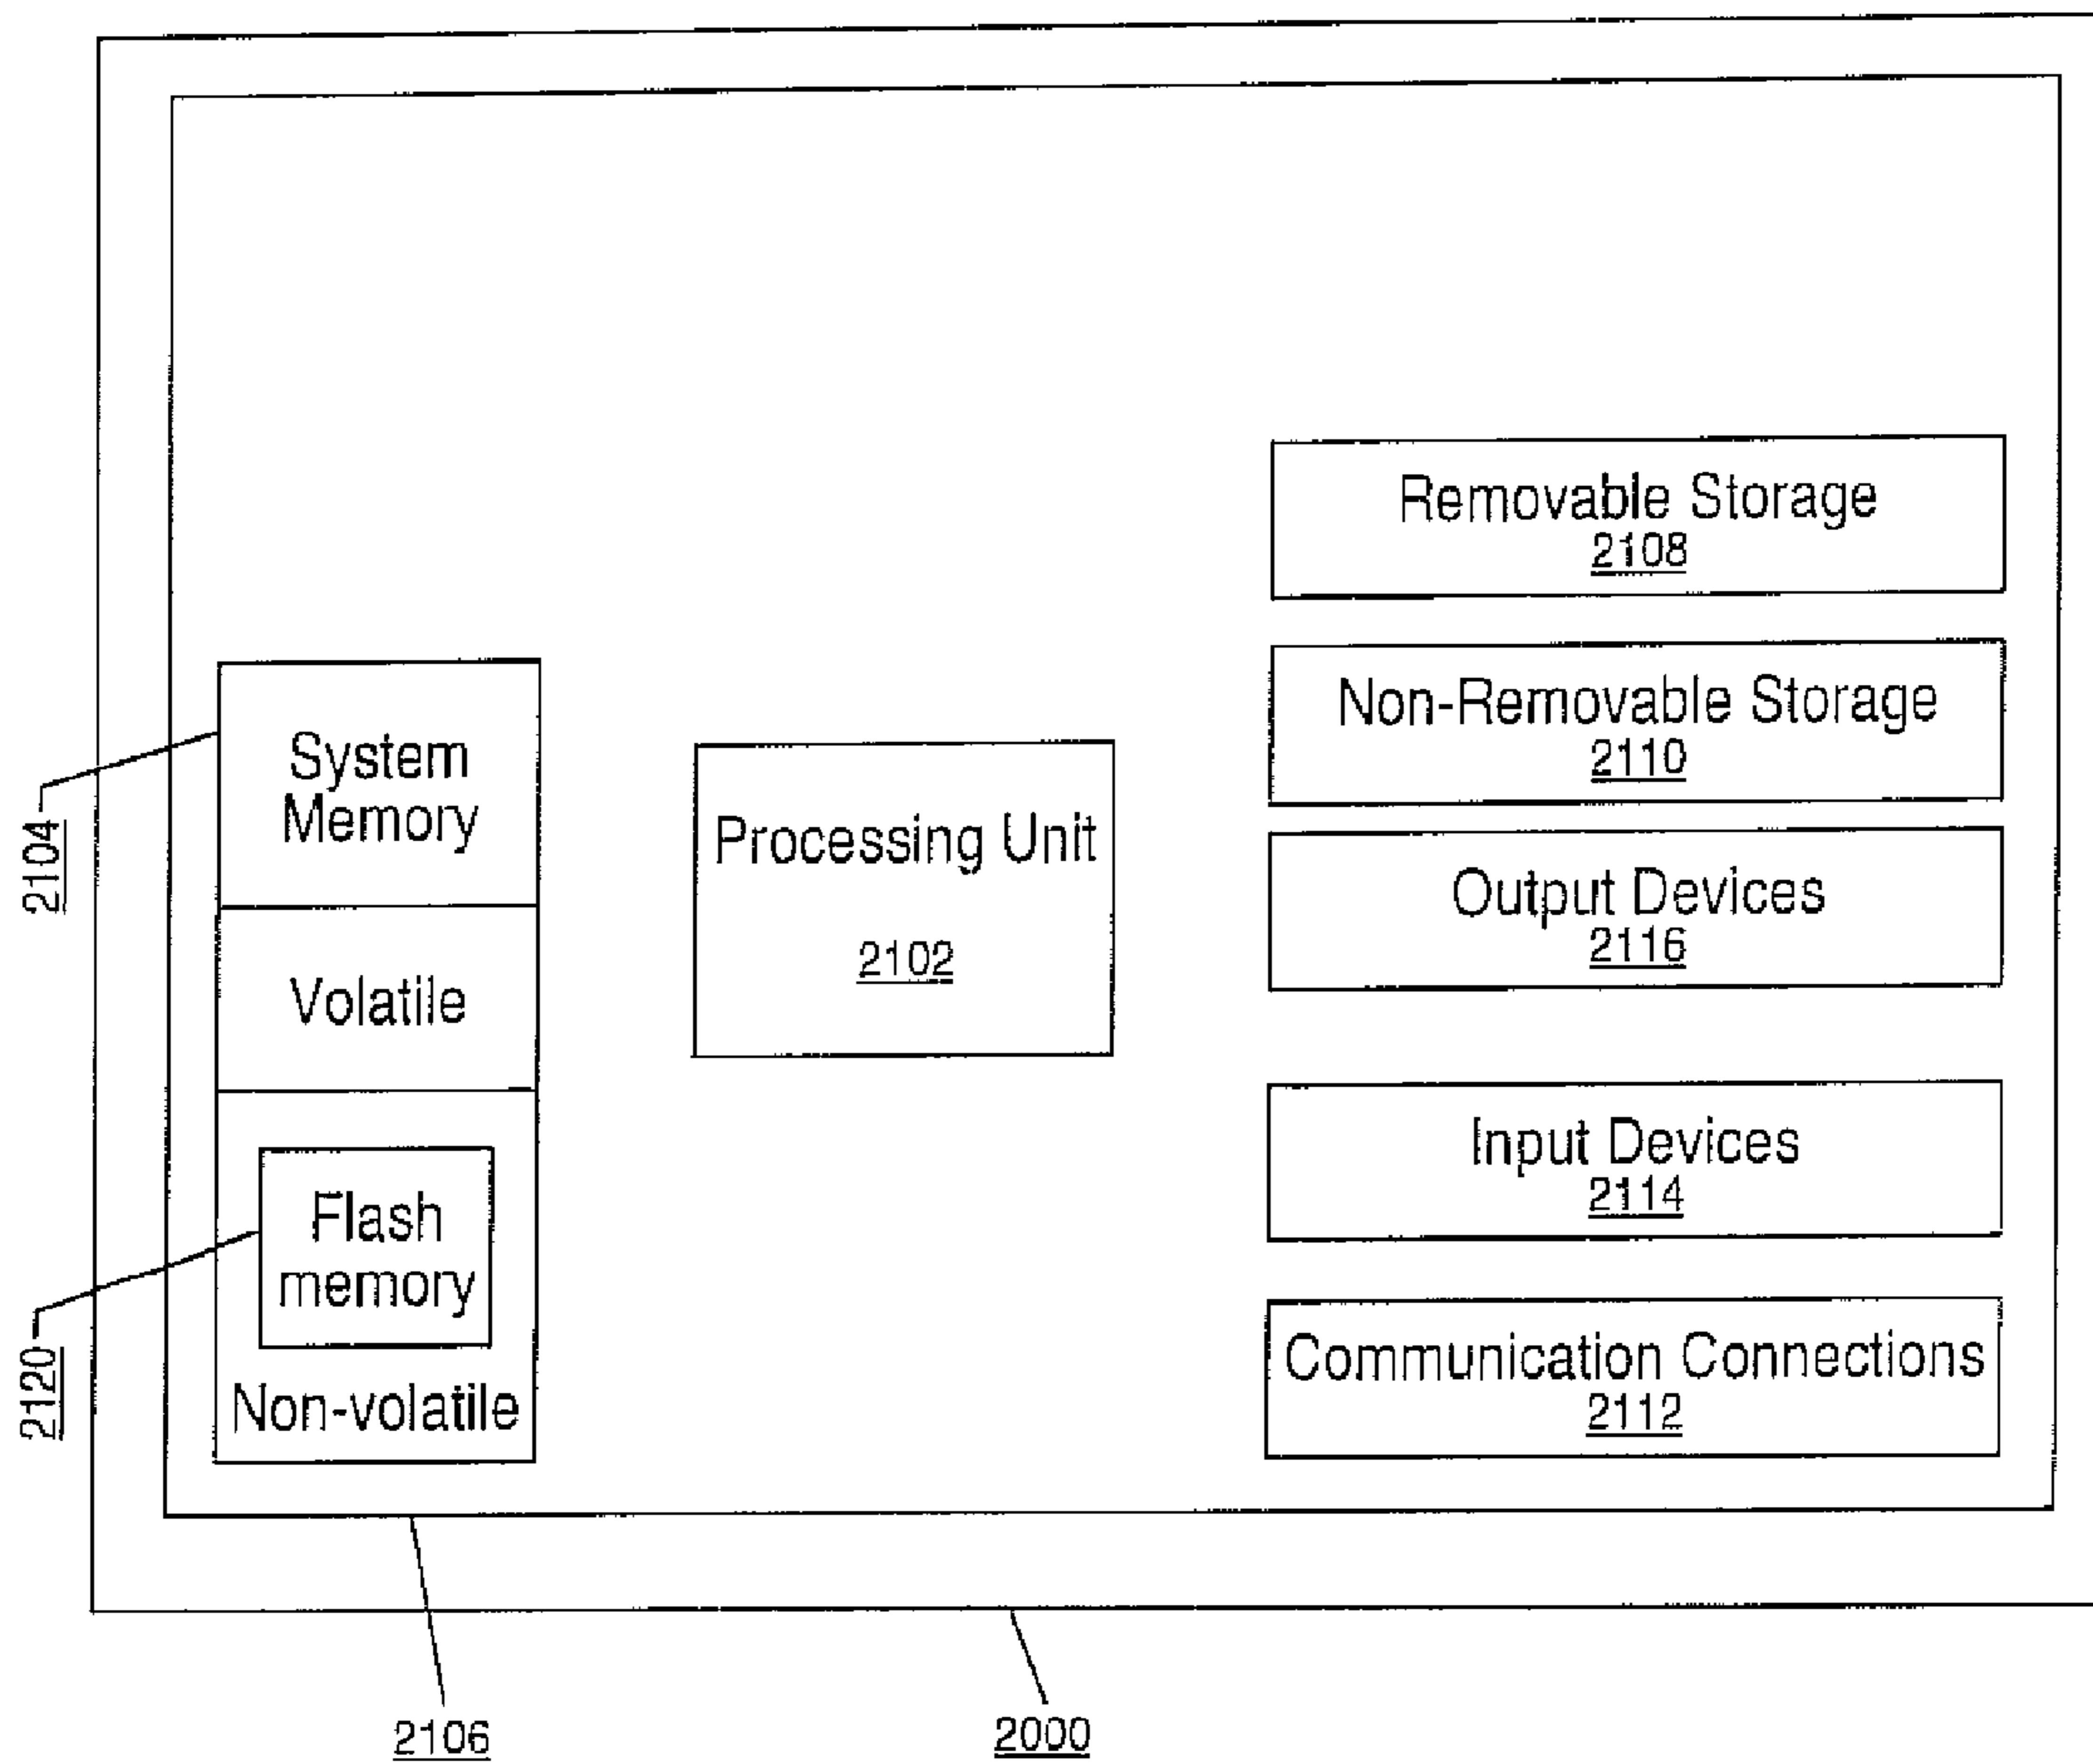 Removable Storage
2108
Non-Removable Storage
2110
System
Memory
2104
Processing Unit
2102
Output Devices
2116
Volatile
Input Devices
2114
Flash
memory
2120
Non-volatile
Communication Connections
2112
2106
2000